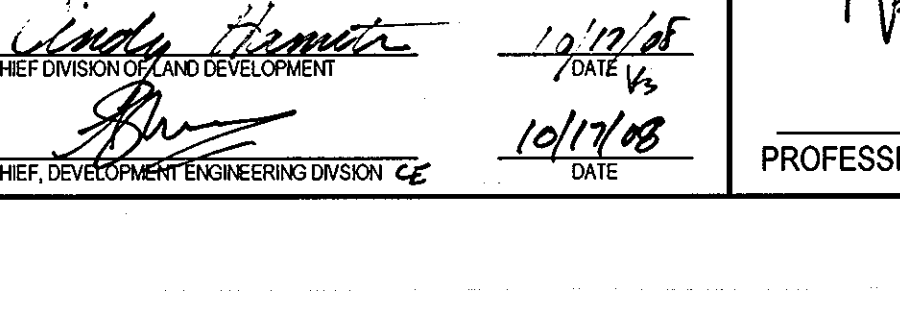 Cindy Hamilton 10/17/08
HIEF DIVISION OF LAND DEVELOPMENT DATE
10/17/08
HIEF, DEVELOPMENT ENGINEERING DIVSION CE DATE
PROFESSI